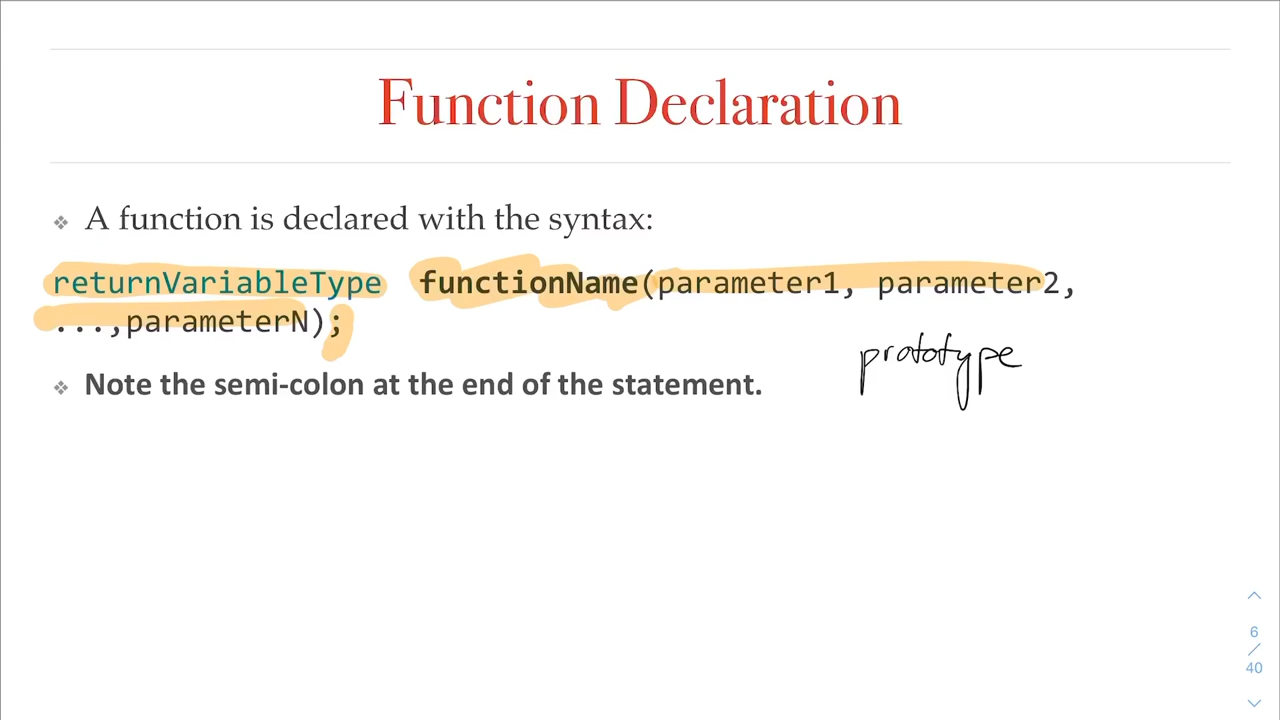 Function Declaration
❖ A function is declared with the syntax:
returnVariableType functionName(parameter1, parameter2,
...,parameterN);
prototype
❖ Note the semi-colon at the end of the statement.
6
/
40